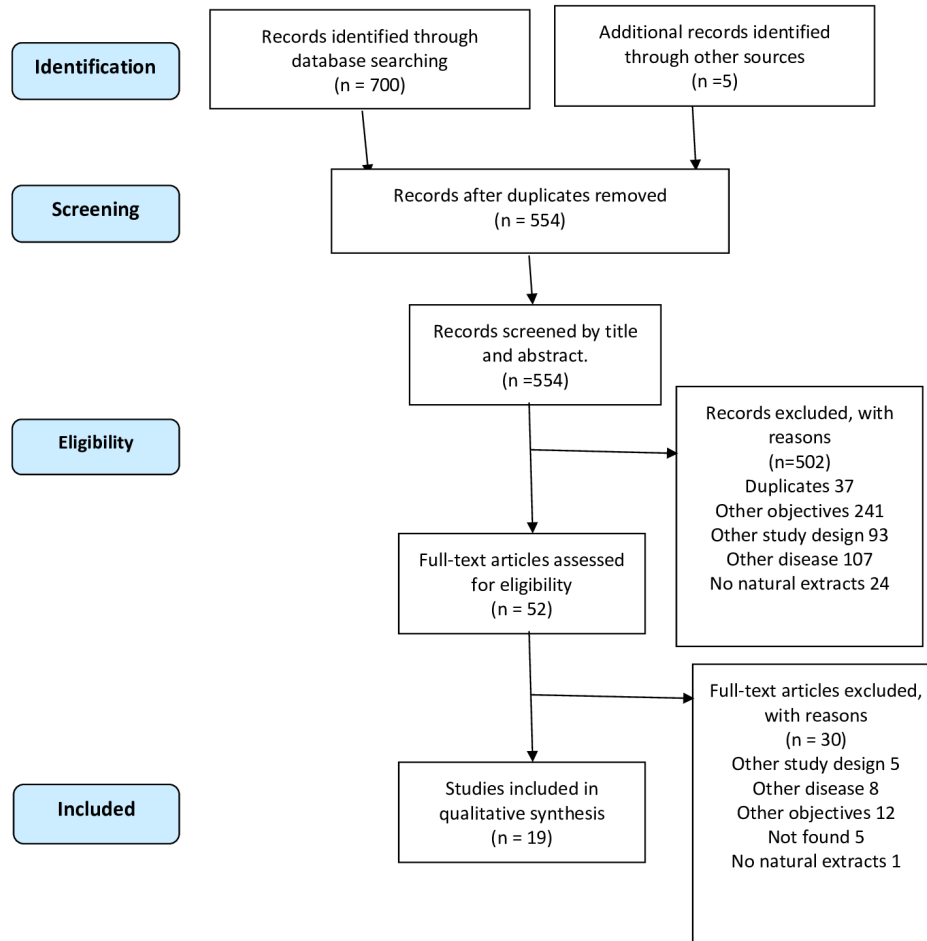 Identification
Records identified through
database searching
(n = 700)
Additional records identified
through other sources
(n =5)
Screening
Records after duplicates removed
(n = 554)
Records screened by title
and abstract.
(n =554)
Eligibility
Records excluded, with
reasons
(n=502)
Duplicates 37
Other objectives 241
Other study design 93
Other disease 107
No natural extracts 24
Full-text articles assessed
for eligibility
(n = 52)
Full-text articles excluded,
with reasons
(n = 30)
Other study design 5
Other disease 8
Other objectives 12
Not found 5
No natural extracts 1
Included
Studies included in
qualitative synthesis
(n = 19)